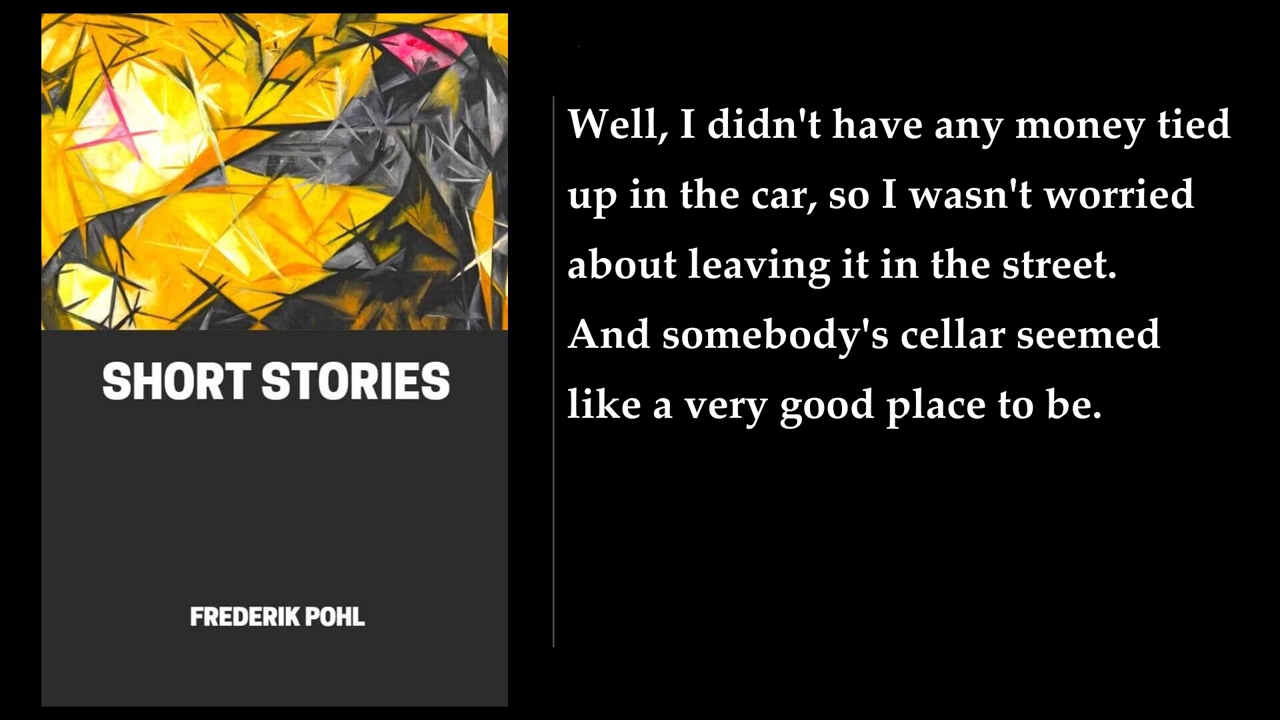 SHORT STORIES
FREDERIK POHL
Well, I didn't have any money tied
up in the car, so I wasn't worried
about leaving it in the street.
And somebody's cellar seemed
like a very good place to be.